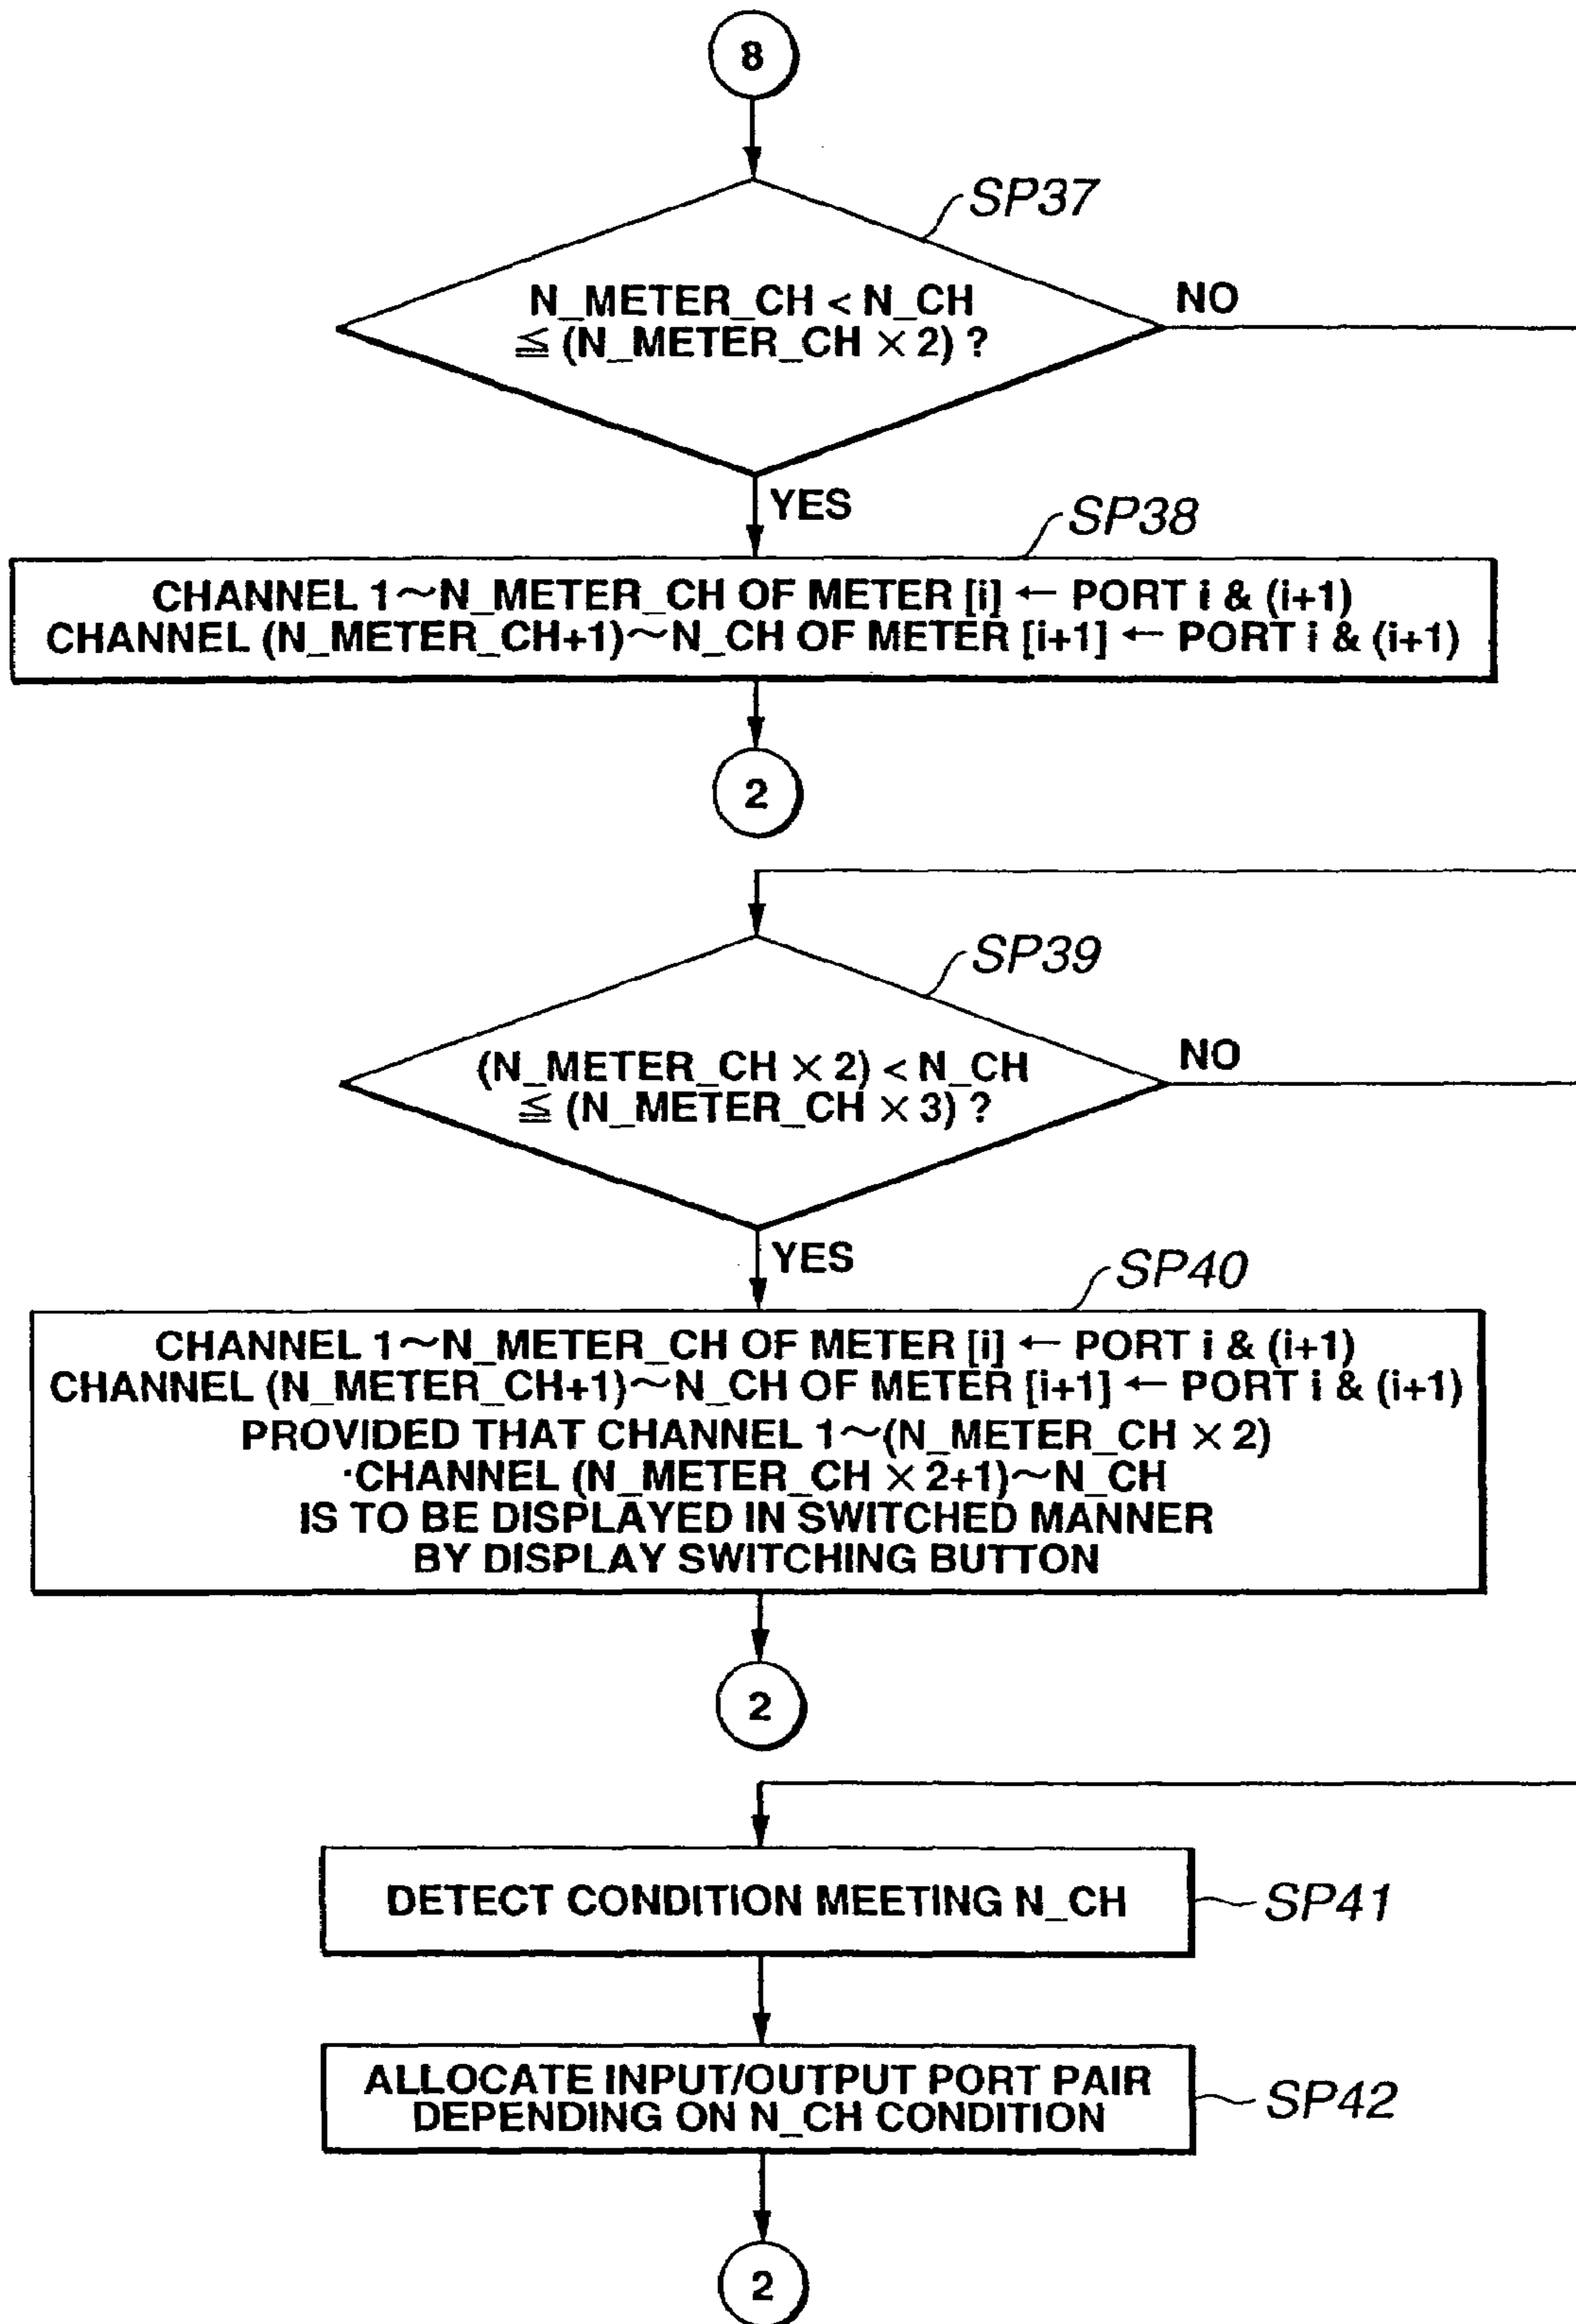 8
SP37
N_METER_CH < N_CH
≦ (N_METER_CH × 2) ?
NO
YES
SP38
CHANNEL 1~N_METER_CH OF METER [i] ← PORT i & (i+1)
CHANNEL (N_METER_CH+1)~N_CH OF METER [i+1] ← PORT i & (i+1)
2
SP39
(N_METER_CH × 2) < N_CH
≦ (N_METER_CH × 3) ?
NO
YES
SP40
CHANNEL 1~N_METER_CH OF METER [i] ← PORT i & (i+1)
CHANNEL (N_METER_CH+1)~N_CH OF METER [i+1] ← PORT i & (i+1)
PROVIDED THAT CHANNEL 1~(N_METER_CH × 2)
·CHANNEL (N_METER_CH × 2+1)~N_CH
IS TO BE DISPLAYED IN SWITCHED MANNER
BY DISPLAY SWITCHING BUTTON
2
DETECT CONDITION MEETING N_CH
SP41
ALLOCATE INPUT/OUTPUT PORT PAIR
DEPENDING ON N_CH CONDITION
SP42
2